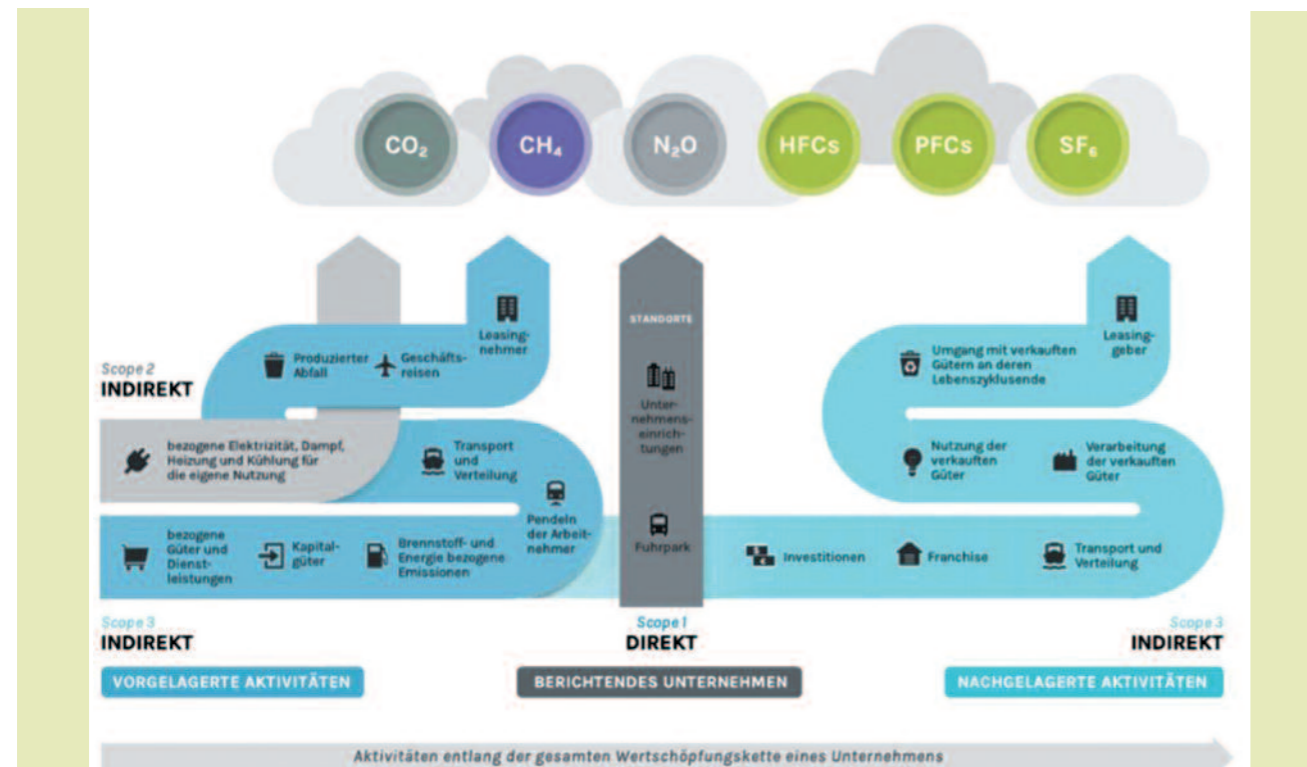 CO₂
CH₄
N₂O
HFCs
PFCs
SF₆
Scope 2
INDIREKT
Produzierter
Abfall
Geschäfts-
reisen
Leasing-
nehmer
bezogene Elektrizität, Dampf,
Heizung und Kühlung für
die eigene Nutzung
Transport
und
Verteilung
bezogene
Güter und
Dienst-
leistungen
Kapital-
güter
Brennstoff- und
Energie bezogene
Emissionen
Pendeln
der Arbeit-
nehmer
STANDORTE
Unter-
nehmens-
einrich-
tungen
Fuhrpark
Umgang mit verkauften
Gütern an deren
Lebenszyklusende
Leasing-
geber
Nutzung der
verkauften
Güter
Verarbeitung
der verkauften
Güter
Investitionen
Franchise
Transport und
Verteilung
Scope 3
INDIREKT
Scope 1
DIREKT
Scope 3
INDIREKT
VORGELAGERTE AKTIVITÄTEN
BERICHTENDES UNTERNEHMEN
NACHGELAGERTE AKTIVITÄTEN
Aktivitäten entlang der gesamten Wertschöpfungskette eines Unternehmens